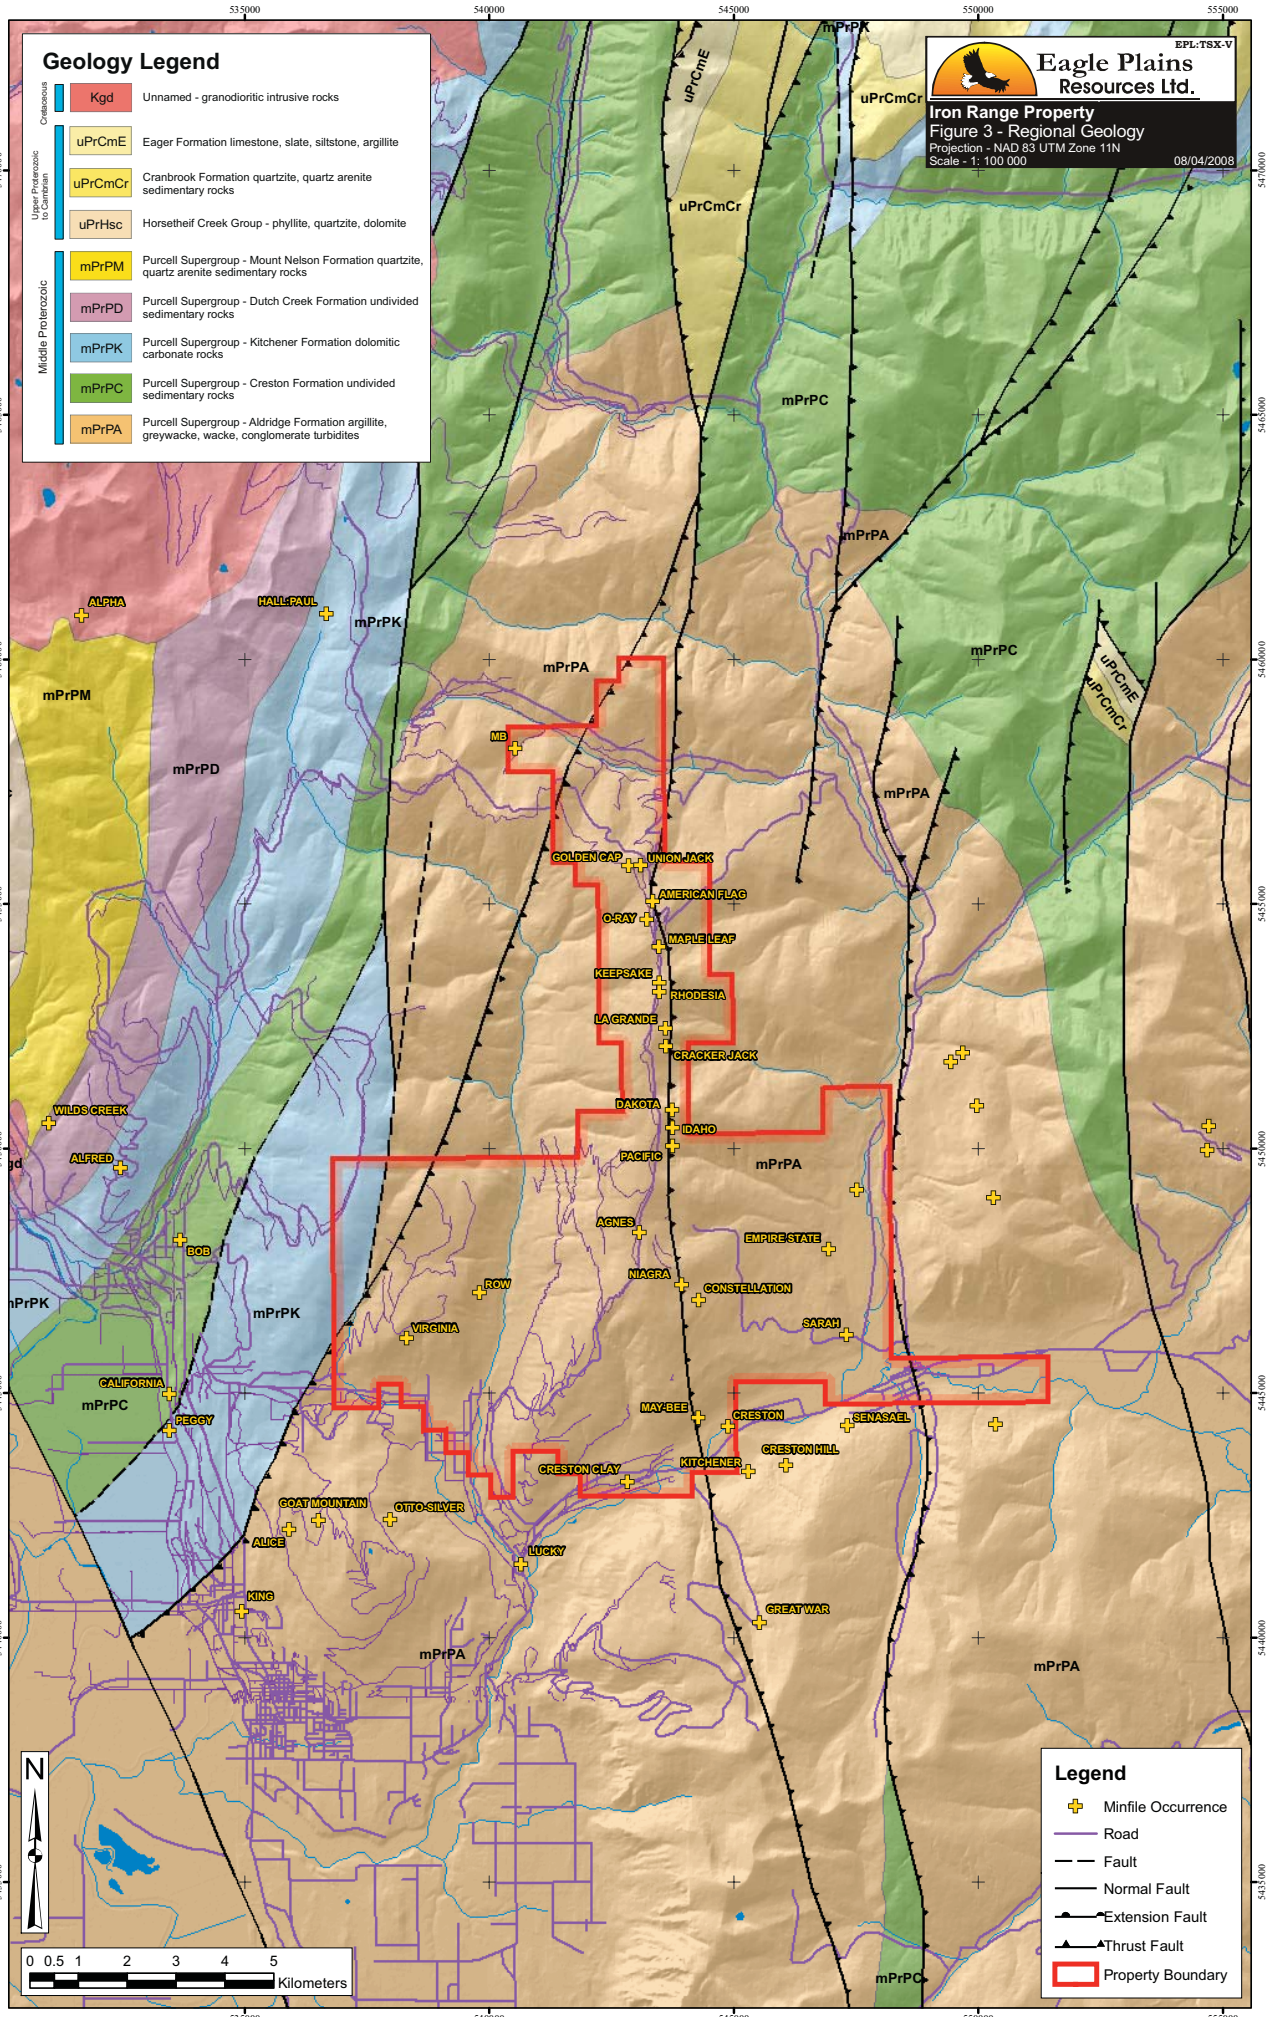 535000
540000
545000
550000
555000
Geology Legend
Cretaceous
Kgd
Unnamed - granodioritic intrusive rocks
Upper Proterozoic
to Cambrian
uPrCmE
Eager Formation limestone, slate, siltstone, argillite
uPrCmCr
Cranbrook Formation quartzite, quartz arenite
sedimentary rocks
uPrHsc
Horsetheif Creek Group - phyllite, quartzite, dolomite
Middle Proterozoic
mPrPM
Purcell Supergroup - Mount Nelson Formation quartzite,
quartz arenite sedimentary rocks
mPrPD
Purcell Supergroup - Dutch Creek Formation undivided
sedimentary rocks
mPrPK
Purcell Supergroup - Kitchener Formation dolomitic
carbonate rocks
mPrPC
Purcell Supergroup - Creston Formation undivided
sedimentary rocks
mPrPA
Purcell Supergroup - Aldridge Formation argillite,
greywacke, wacke, conglomerate turbidites
EPL:TSX-V
Eagle Plains
Resources Ltd.
Iron Range Property
Figure 3 - Regional Geology
Projection - NAD 83 UTM Zone 11N
Scale - 1: 100 000
08/04/2008
mPrPK
uPrCmE
uPrCmCr
5470000
uPrCmCr
mPrPC
5465000
mPrPA
ALPHA
HALL:PAUL
mPrPK
mPrPC
5460000
mPrPA
uPrCmE
uPrCmCr
mPrPM
MB
mPrPD
mPrPA
GOLDEN CAP
UNION JACK
AMERICAN FLAG
5455000
O-RAY
MAPLE LEAF
KEEPSAKE
RHODESIA
LA GRANDE
CRACKER JACK
DAKOTA
WILDS CREEK
IDAHO
PACIFIC
5450000
ALFRED
gd
mPrPA
AGNES
EMPIRE STATE
BOB
NIAGRA
ROW
CONSTELLATION
mPrPK
mPrPK
VIRGINIA
SARAH
CALIFORNIA
5445000
mPrPC
PEGGY
MAY-BEE
CRESTON
SENASAEL
CRESTON HILL
KITCHENER
CRESTON CLAY
GOAT MOUNTAIN
OTTO-SILVER
ALICE
LUCKY
KING
GREAT WAR
5440000
mPrPA
mPrPA
N
5435000
mPrPC
Legend
Minfile Occurrence
Road
Fault
Normal Fault
Extension Fault
Thrust Fault
Property Boundary
0 0.5 1 2 3 4 5
Kilometers